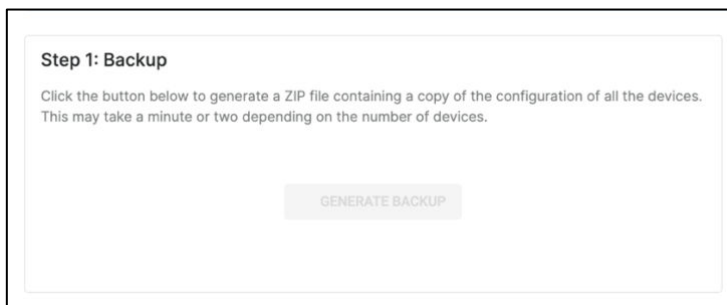 Step 1: Backup
Click the button below to generate a ZIP file containing a copy of the configuration of all the devices.
This may take a minute or two depending on the number of devices.
GENERATE BACKUP